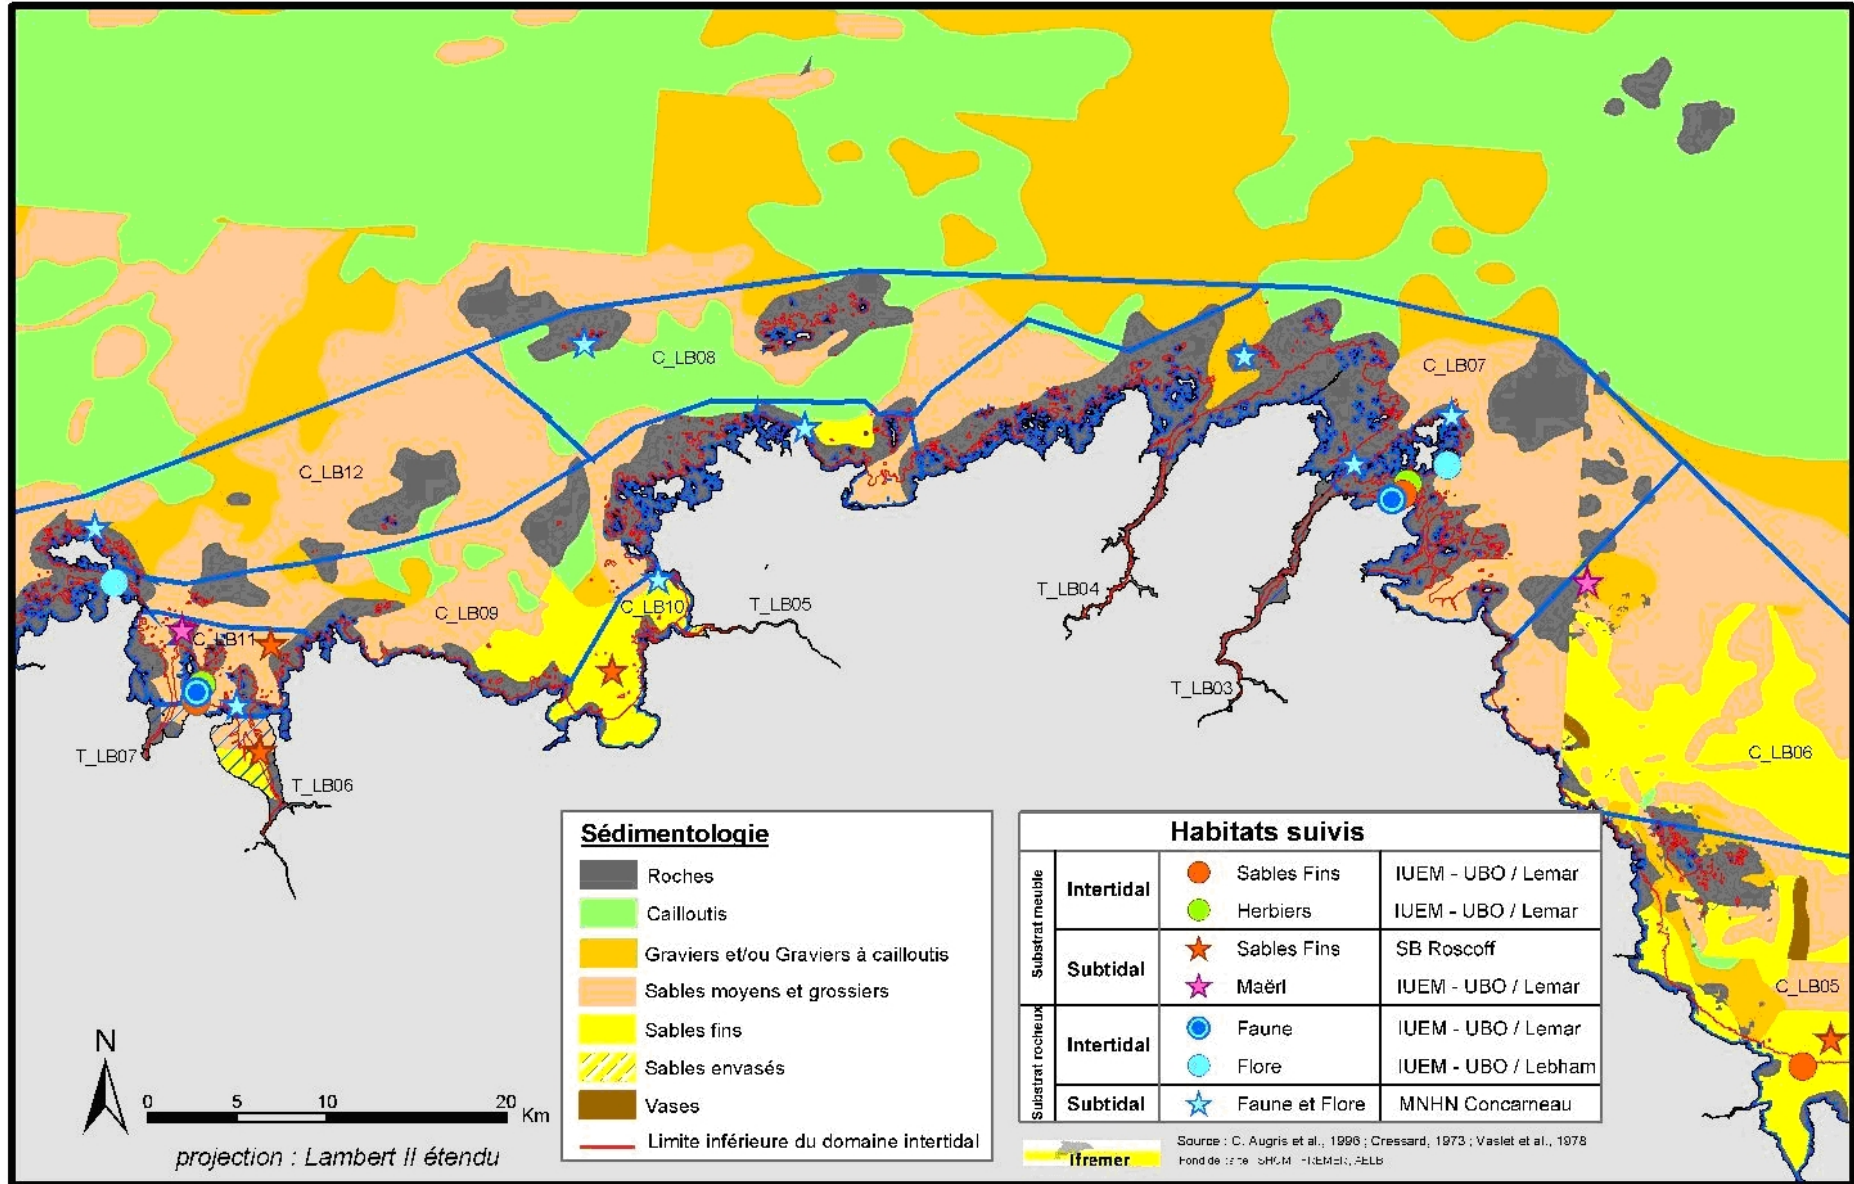 C_LB08
C_LB07
C_LB12
C_LB09
C_LB10
T_LB05
T_LB04
C_LB11
T_LB03
T_LB07
T_LB06
C_LB06
C_LB05
Sédimentologie
Roches
Cailloutis
Graviers et/ou Graviers à cailloutis
Sables moyens et grossiers
Sables fins
Sables envasés
Vases
Limite inférieure du domaine intertidal
Habitats suivis
Substrat meuble
Intertidal
Sables Fins IUEM - UBO / Lemar
Herbiers IUEM - UBO / Lemar
Subtidal
Sables Fins SB Roscoff
Maërl IUEM - UBO / Lemar
Substrat rocheux
Intertidal
Faune IUEM - UBO / Lemar
Flore IUEM - UBO / Lebham
Subtidal Faune et Flore MNHN Concarneau
N
0 5 10 20 Km
projection : Lambert II étendu
Ifremer
Source : C. Augris et al., 1996 ; Cressard, 1973 ; Vaslet et al., 1978
Fond de